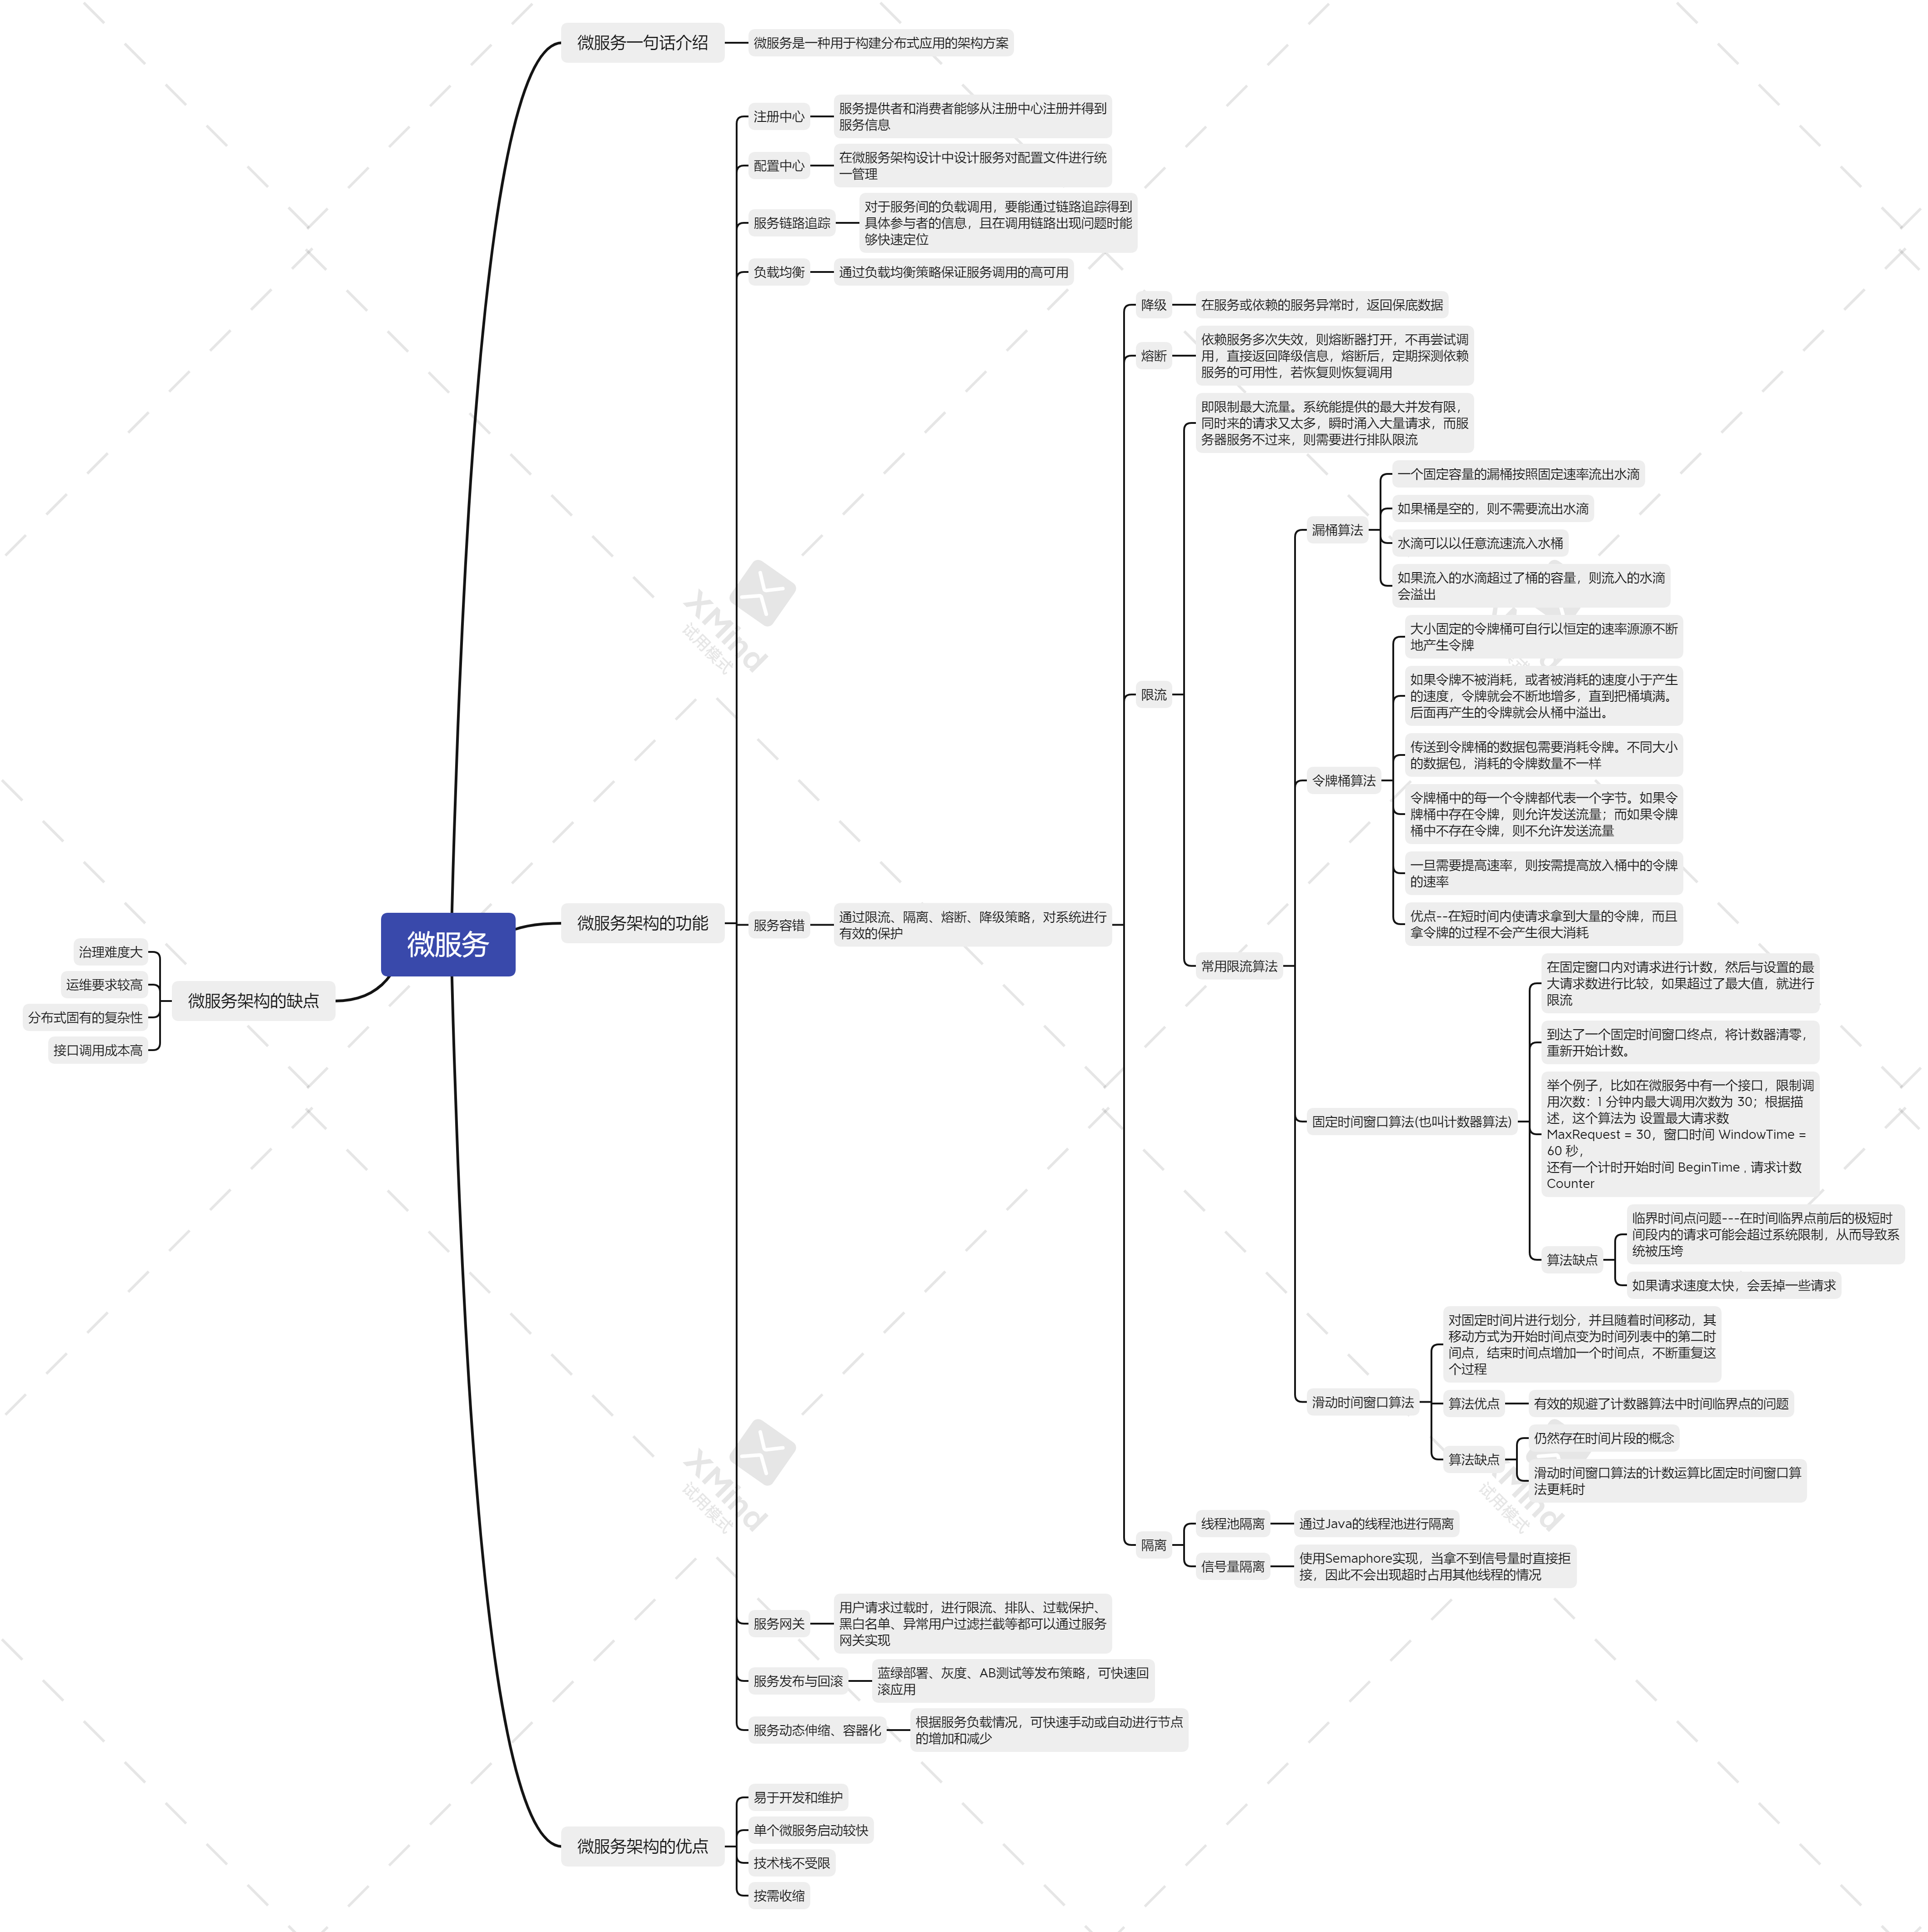 微服务一句话介绍
微服务是一种用于构建分布式应用的架构方案
注册中心
服务提供者和消费者能够从注册中心注册并得到
服务信息
配置中心
在微服务架构设计中设计服务对配置文件进行统
一管理
服务链路追踪
对于服务间的负载调用，要能通过链路追踪得到
具体参与者的信息，且在调用链路出现问题时能
够快速定位
负载均衡
通过负载均衡策略保证服务调用的高可用
降级
在服务或依赖的服务异常时，返回保底数据
熔断
依赖服务多次失效，则熔断器打开，不再尝试调
用，直接返回降级信息，熔断后，定期探测依赖
服务的可用性，若恢复则恢复调用
即限制最大流量。系统能提供的最大并发有限，
同时来的请求又太多，瞬时涌入大量请求，而服
务器服务不过来，则需要进行排队限流
漏桶算法
一个固定容量的漏桶按照固定速率流出水滴
如果桶是空的，则不需要流出水滴
水滴可以以任意流速流入水桶
如果流入的水滴超过了桶的容量，则流入的水滴
会溢出
限流
令牌桶算法
大小固定的令牌桶可自行以恒定的速率源源不断
地产生令牌
如果令牌不被消耗，或者被消耗的速度小于产生
的速度，令牌就会不断地增多，直到把桶填满。
后面再产生的令牌就会从桶中溢出。
传送到令牌桶的数据包需要消耗令牌。不同大小
的数据包，消耗的令牌数量不一样
令牌桶中的每一个令牌都代表一个字节。如果令
牌桶中存在令牌，则允许发送流量；而如果令牌
桶中不存在令牌，则不允许发送流量
一旦需要提高速率，则按需提高放入桶中的令牌
的速率
优点--在短时间内使请求拿到大量的令牌，而且
拿令牌的过程不会产生很大消耗
微服务
微服务架构的功能
服务容错
通过限流、隔离、熔断、降级策略，对系统进行
有效的保护
常用限流算法
微服务架构的缺点
治理难度大
运维要求较高
分布式固有的复杂性
接口调用成本高
固定时间窗口算法(也叫计数器算法)
在固定窗口内对请求进行计数，然后与设置的最
大请求数进行比较，如果超过了最大值，就进行
限流
到达了一个固定时间窗口终点，将计数器清零，
重新开始计数。
举个例子，比如在微服务中有一个接口，限制调
用次数：1 分钟内最大调用次数为 30；根据描
述，这个算法为 设置最大请求数
MaxRequest = 30，窗口时间 WindowTime =
60 秒，
还有一个计时开始时间 BeginTime , 请求计数
Counter
算法缺点
临界时间点问题---在时间临界点前后的极短时
间段内的请求可能会超过系统限制，从而导致系
统被压垮
如果请求速度太快，会丢掉一些请求
滑动时间窗口算法
对固定时间片进行划分，并且随着时间移动，其
移动方式为开始时间点变为时间列表中的第二时
间点，结束时间点增加一个时间点，不断重复这
个过程
算法优点
有效的规避了计数器算法中时间临界点的问题
算法缺点
仍然存在时间片段的概念
滑动时间窗口算法的计数运算比固定时间窗口算
法更耗时
隔离
线程池隔离
通过Java的线程池进行隔离
信号量隔离
使用Semaphore实现，当拿不到信号量时直接拒
接，因此不会出现超时占用其他线程的情况
服务网关
用户请求过载时，进行限流、排队、过载保护、
黑白名单、异常用户过滤拦截等都可以通过服务
网关实现
服务发布与回滚
蓝绿部署、灰度、AB测试等发布策略，可快速回
滚应用
服务动态伸缩、容器化
根据服务负载情况，可快速手动或自动进行节点
的增加和减少
微服务架构的优点
易于开发和维护
单个微服务启动较快
技术栈不受限
按需收缩
XMind
试用模式
XMind
试用模式
XMind
试用模式